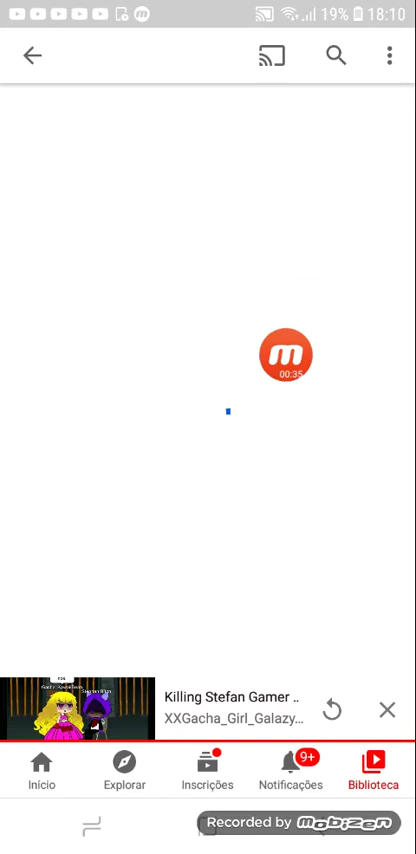 19% 18:10
m
00:35
Killing Stefan Gamer ..
XXGacha_Girl_Galazy...
9+
Início
Explorar
Inscrições
Notificações
Biblioteca
Recorded by mobizen